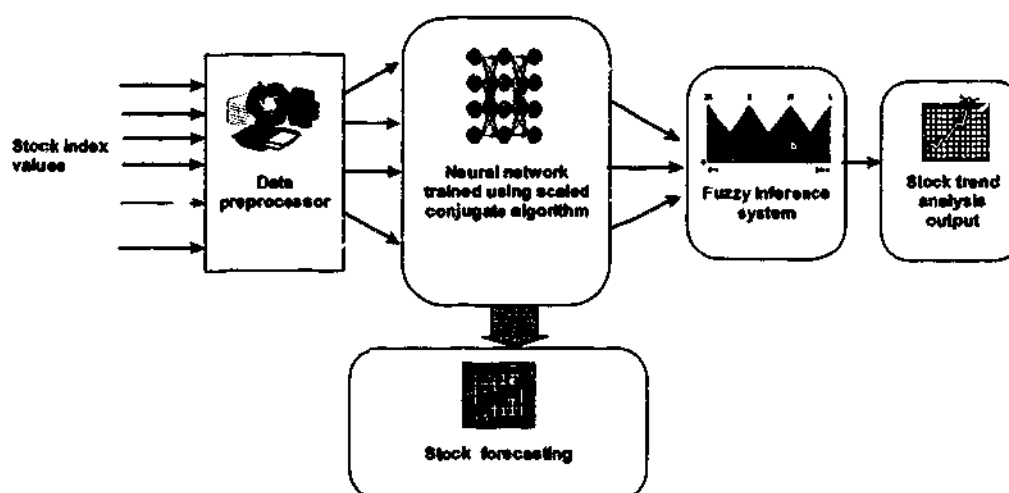 Stock index
values
Data
preprocessor
Neural network
trained using scaled
conjugate algorithm
Fuzzy inference
system
Stock trend
analysis
output
Stock forecasting